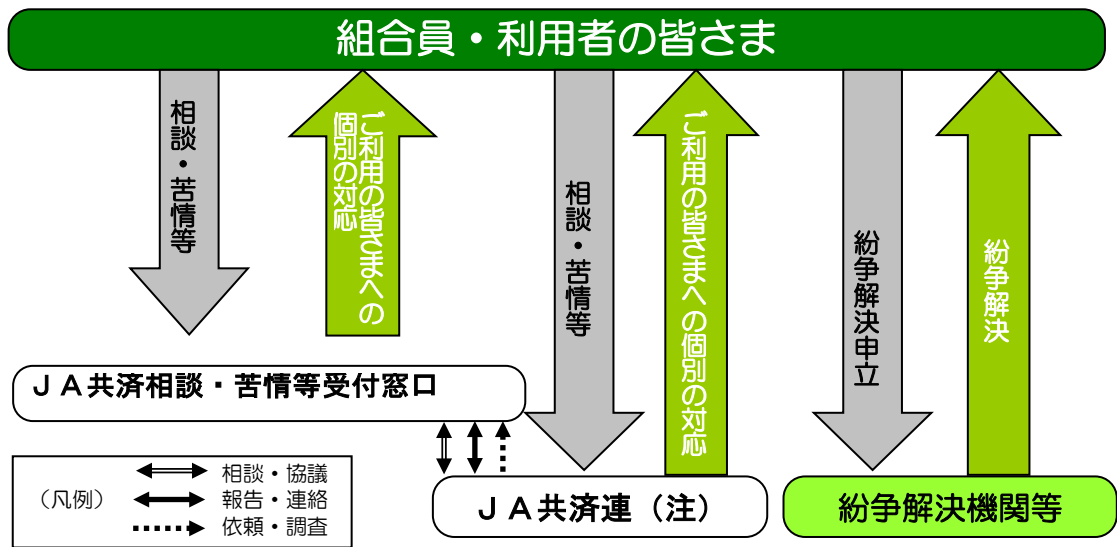 組合員・利用者の皆さま
相談・苦情等
ご利用の皆さまへの
個別の対応
相談・苦情等
ご利用の皆さまへの個別の対応
紛争解決申立
紛争解決
ＪＡ共済相談・苦情等受付窓口
（凡例）
相談・協議
報告・連絡
依頼・調査
ＪＡ共済連（注）
紛争解決機関等